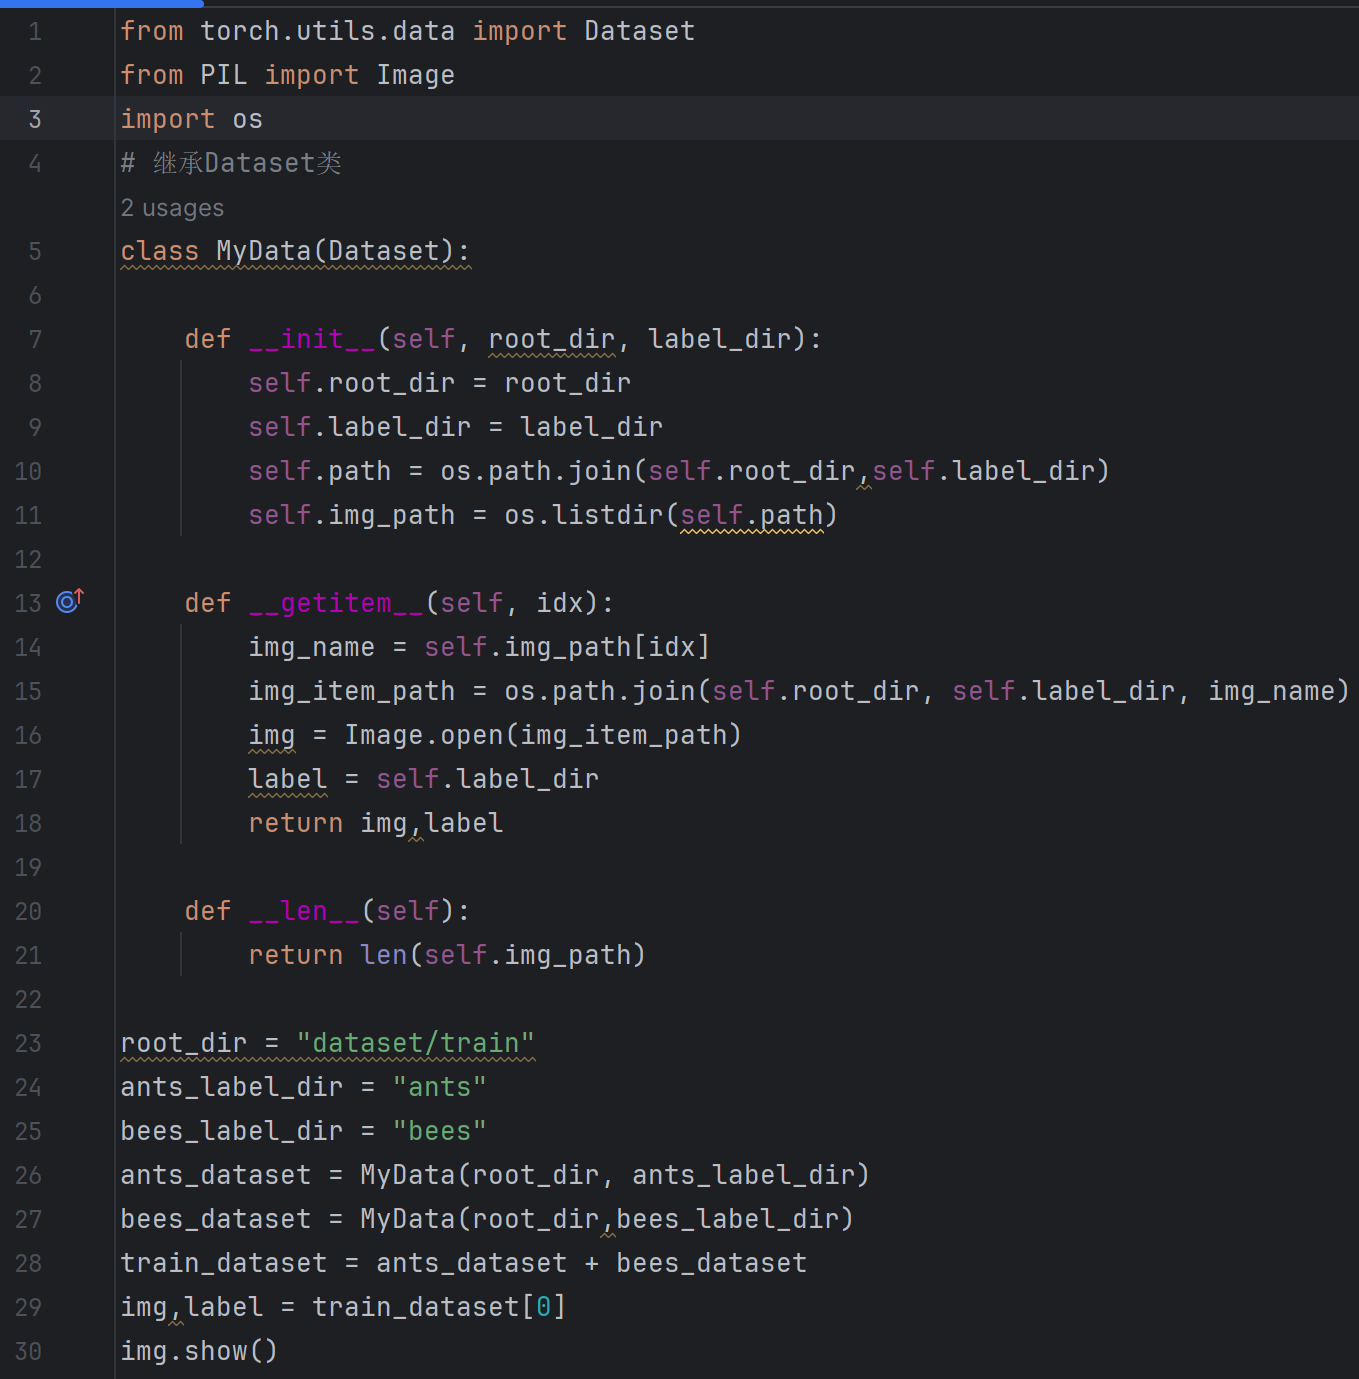 1 from torch.utils.data import Dataset
2 from PIL import Image
3 import os
4 # 继承Dataset类
2 usages
5 class MyData(Dataset):
6
7     def __init__(self, root_dir, label_dir):
8         self.root_dir = root_dir
9         self.label_dir = label_dir
10         self.path = os.path.join(self.root_dir,self.label_dir)
11         self.img_path = os.listdir(self.path)
12
13     def __getitem__(self, idx):
14         img_name = self.img_path[idx]
15         img_item_path = os.path.join(self.root_dir, self.label_dir, img_name)
16         img = Image.open(img_item_path)
17         label = self.label_dir
18         return img,label
19
20     def __len__(self):
21         return len(self.img_path)
22
23 root_dir = "dataset/train"
24 ants_label_dir = "ants"
25 bees_label_dir = "bees"
26 ants_dataset = MyData(root_dir, ants_label_dir)
27 bees_dataset = MyData(root_dir,bees_label_dir)
28 train_dataset = ants_dataset + bees_dataset
29 img,label = train_dataset[0]
30 img.show()